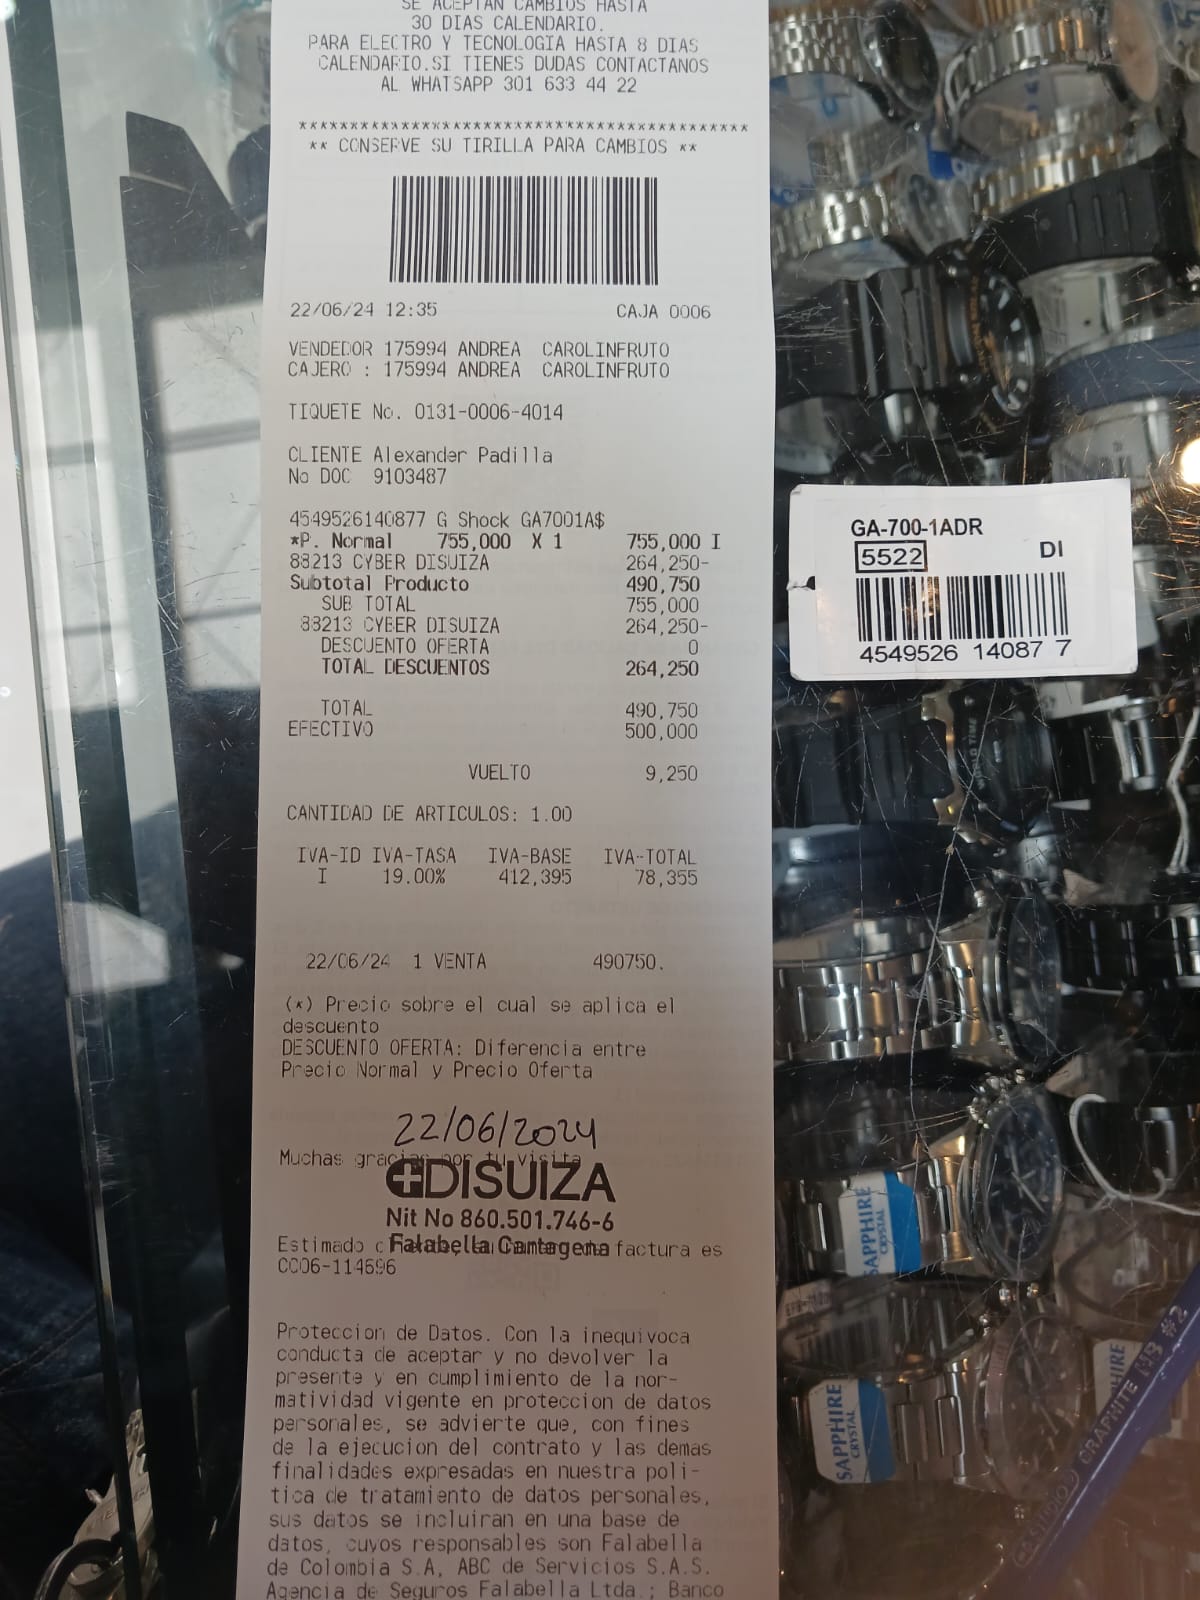 SE ACEPTAN CAMBIOS HASTA
30 DIAS CALENDARIO.
PARA ELECTRO Y TECNOLOGIA HASTA 8 DIAS
CALENDARIO.SI TIENES DUDAS CONTACTANOS
AL WHATSAPP 301 633 44 22
********************************************
** CONSERVE SU TIRILLA PARA CAMBIOS **
22/06/24 12:35 CAJA 0006
VENDEDOR 175994 ANDREA CAROLINFRUTO
CAJERO : 175994 ANDREA CAROLINFRUTO
TIQUETE No. 0131-0006-4014
CLIENTE Alexander Padilla
No DOC 9103487
4549526140877 G Shock GA7001A$
*P. Normal 755,000 X 1 755,000 I
88213 CYBER DISUIZA 264,250-
Subtotal Producto 490,750
SUB TOTAL 755,000
88213 CYBER DISUIZA 264,250-
DESCUENTO OFERTA 0
TOTAL DESCUENTOS 264,250
TOTAL 490,750
EFECTIVO 500,000
VUELTO 9,250
CANTIDAD DE ARTICULOS: 1.00
IVA-ID IVA-TASA IVA-BASE IVA-TOTAL
I 19.00% 412,395 78,355
22/06/24 1 VENTA 490750.
(*) Precio sobre el cual se aplica el
descuento
DESCUENTO OFERTA: Diferencia entre
Precio Normal y Precio Oferta
22/06/2024
Muchas gracias por tu visita
DISUIZA
Nit No 860.501.746-6
Falabella Cartagena
Estimado factura es
CC06-114696
Proteccion de Datos. Con la inequivoca
conducta de aceptar y no devolver la
presente y en cumplimiento de la nor-
matividad vigente en proteccion de datos
personales, se advierte que, con fines
de la ejecucion del contrato y las demas
finalidades expresadas en nuestra poli-
tica de tratamiento de datos personales,
sus datos se incluiran en una base de
datos, cuyos responsables son Falabella
de Colombia S.A, ABC de Servicios S.A.S.
Agencia de Seguros Falabella Ltda.; Banco
GA-700-1ADR
5522 DI
4549526 14087 7
WORLD TIME
SAPPHIRE
CRYSTAL
SAPPHIRE
CRYSTAL
SAPPHIRE
GRAPHITE HB #2